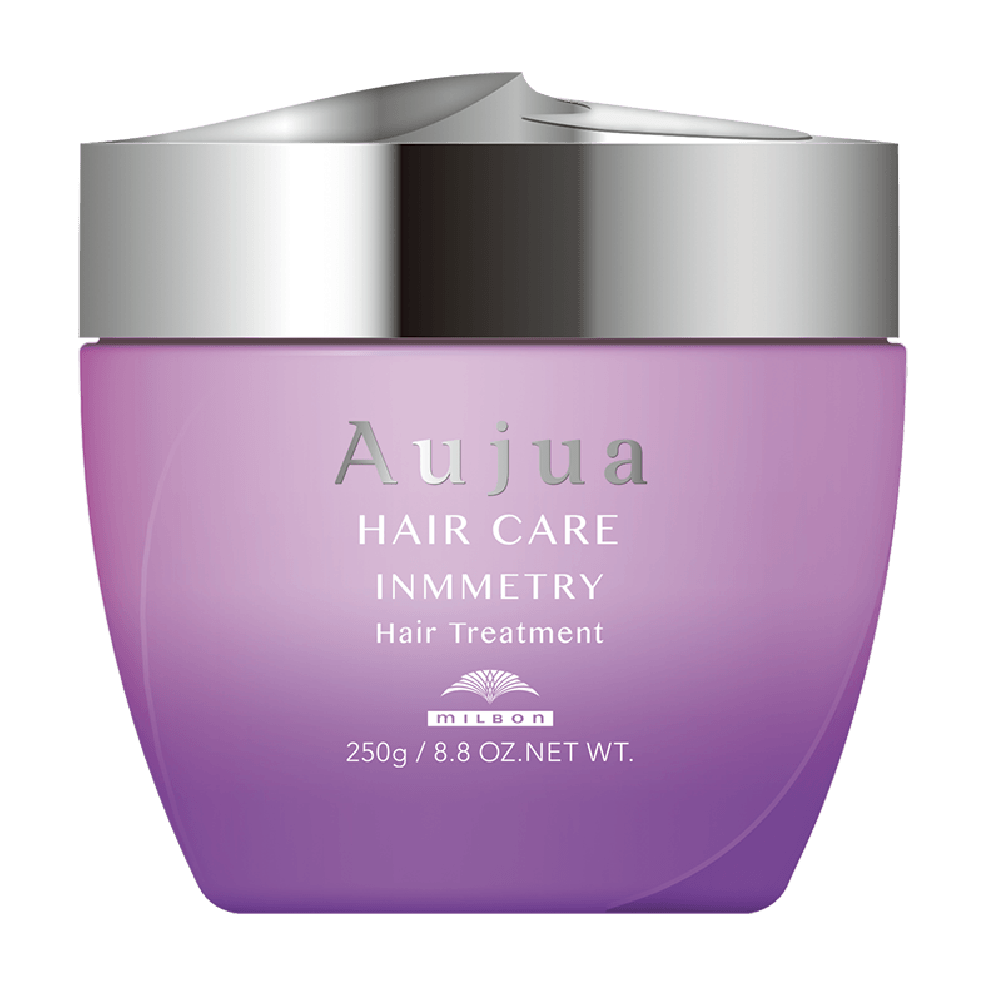 Aujua
HAIR CARE
INMMETRY
Hair Treatment
MILBON
250g / 8.8 OZ.NET WT.